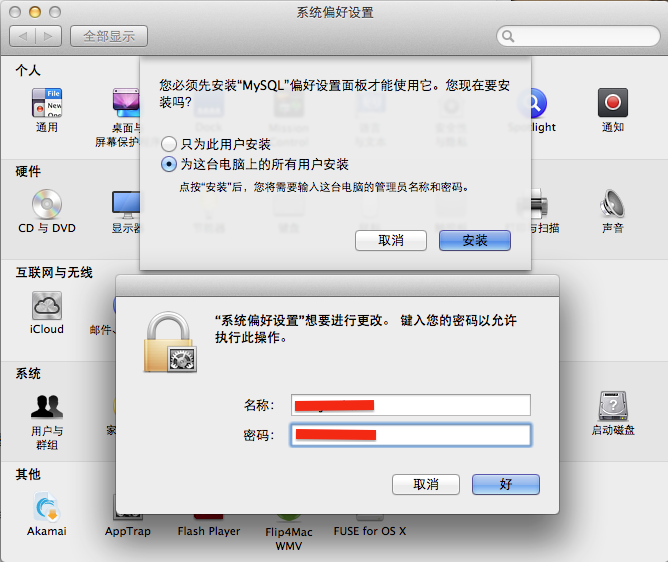 系统偏好设置
全部显示
个人
您必须先安装“MySQL”偏好设置面板才能使用它。您现在要安
装吗?
只为此用户安装
为这台电脑上的所有用户安装
点按“安装”后，您将需要输入这台电脑的管理员名称和密码。
取消
安装
通用
桌面与
屏幕保护
Spotlight
通知
硬件
CD 与 DVD
显示器
与扫描
声音
互联网与无线
iCloud
邮件、
“系统偏好设置”想要进行更改。 键入您的密码以允许
执行此操作。
名称：
密码：
取消
好
系统
用户与
群组
家
启动磁盘
其他
Akamai
AppTrap
Flash Player
Flip4Mac
WMV
FUSE for OS X